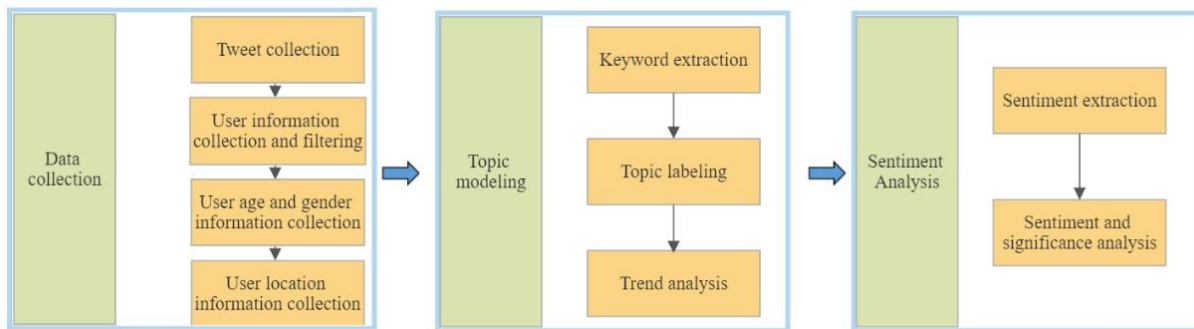 Data
collection
Tweet collection
User information
collection and filtering
User age and gender
information collection
User location
information collection
Topic
modeling
Keyword extraction
Topic labeling
Trend analysis
Sentiment
Analysis
Sentiment extraction
Sentiment and
significance analysis